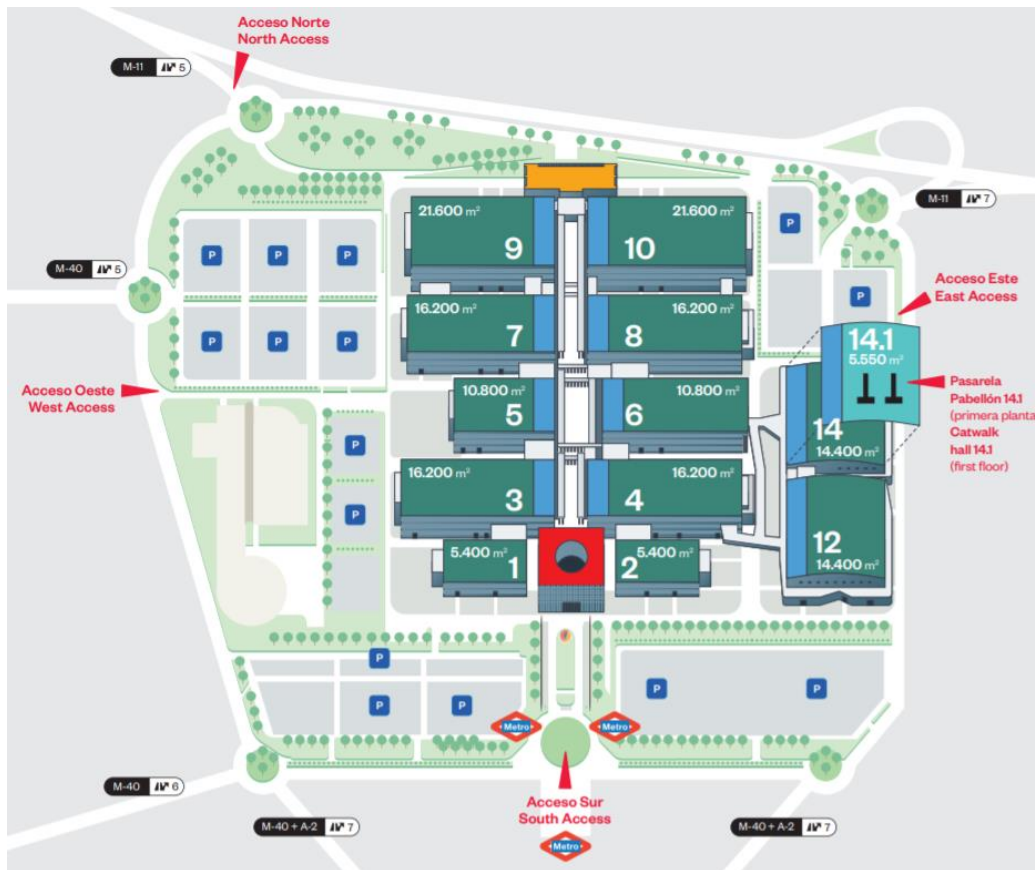 Acceso Norte
North Access
M-11 5
21.600 m²
9
21.600 m²
10
M-11 7
M-40 5
P
P
P
P
P
P
P
P
Acceso Este
East Access
16.200 m²
7
16.200 m²
8
14.1
5.550 m²
Acceso Oeste
West Access
10.800 m²
5
10.800 m²
6
Pasarela
Pabellón 14.1
(primera planta
Catwalk
hall 14.1
(first floor)
14
14.400 m²
P
P
16.200 m²
3
16.200 m²
4
12
14.400 m²
5.400 m²
1
5.400 m²
2
P
P
P
P
P
Metro
Metro
M-40 6
Acceso Sur
South Access
M-40 + A-2 7
M-40 + A-2 7
Metro